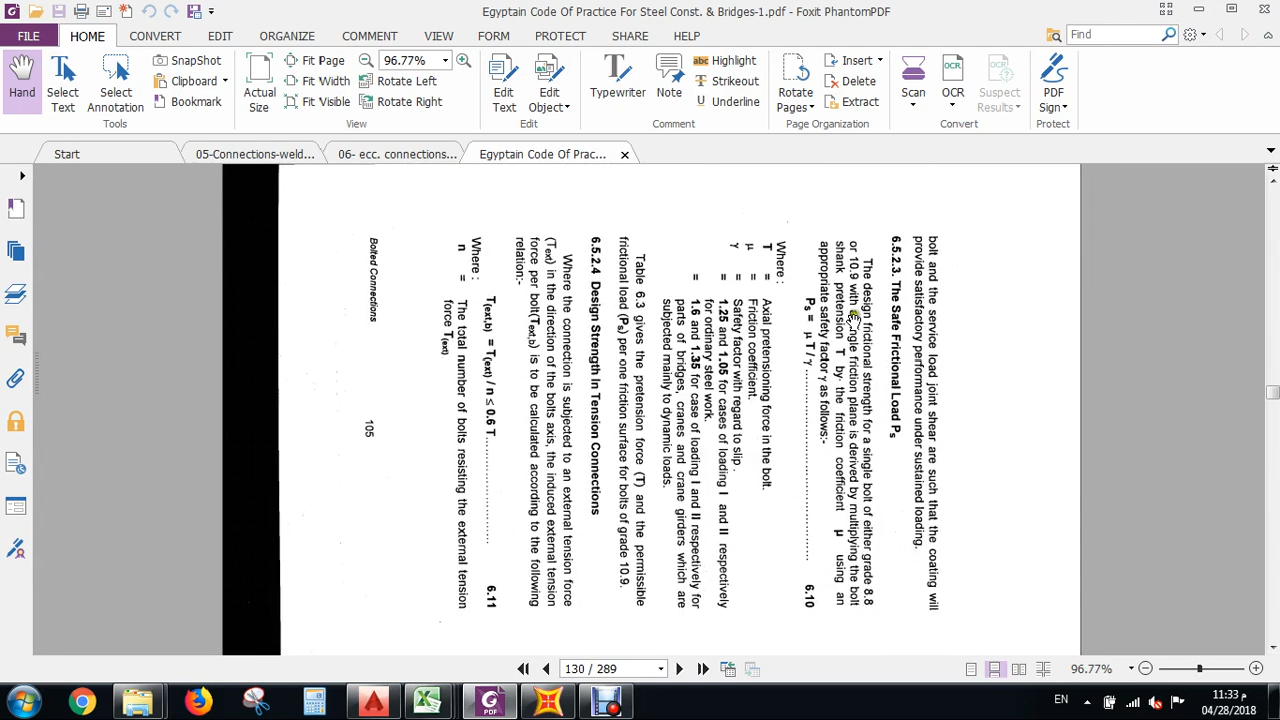 Egyptain Code Of Practice For Steel Const. & Bridges-1.pdf - Foxit PhantomPDF
FILE HOME CONVERT EDIT ORGANIZE COMMENT VIEW FORM PROTECT SHARE HELP
Find
Hand
Select Text
Select Annotation
SnapShot
Clipboard
Bookmark
Tools
Actual Size
Fit Page
Fit Width
Fit Visible
96.77%
Rotate Left
Rotate Right
View
Edit Text
Edit Object
Edit
Typewriter
Note
Highlight
Strikeout
Underline
Comment
Rotate Pages
Insert
Delete
Extract
Page Organization
Scan
OCR
Suspect Results
Convert
PDF Sign
Protect
Start
05-Connections-weld...
06- ecc. connections...
Egyptain Code Of Prac...
bolt and the service load joint shear are such that the coating will
provide satisfactory performance under sustained loading.
6.5.2.3. The Safe Frictional Load Ps
The design frictional strength for a single bolt of either grade 8.8
or 10.9 with friction plane is derived by multiplying the bolt
shank pretension T by the friction coefficient μ using an
appropriate safety factor γ as follows:-
Ps = μ T / γ ........................................ 6.10
Where :
T = Axial pretensioning force in the bolt.
μ = Friction coefficient.
γ = Safety factor with regard to slip .
= 1.25 and 1.05 for cases of loading I and II respectively
for ordinary steel work.
= 1.6 and 1.35 for case of loading I and II respectively for
parts of bridges, cranes and crane girders which are
subjected mainly to dynamic loads.
Table 6.3 gives the pretension force (T) and the permissible
frictional load (Ps) per one friction surface for bolts of grade 10.9.
6.5.2.4 Design Strength In Tension Connections
Where the connection is subjected to an external tension force
(Text) in the direction of the bolts axis, the induced external tension
force per bolt(Text,b) is to be calculated according to the following
relation:-
T(ext,b) = T(ext) / n ≤ 0.6 T...................... 6.11
Where :
n = The total number of bolts resisting the external tension
force T(ext)
Bolted Connections 105
130 / 289
96.77%
EN
11:33 م
04/28/2018